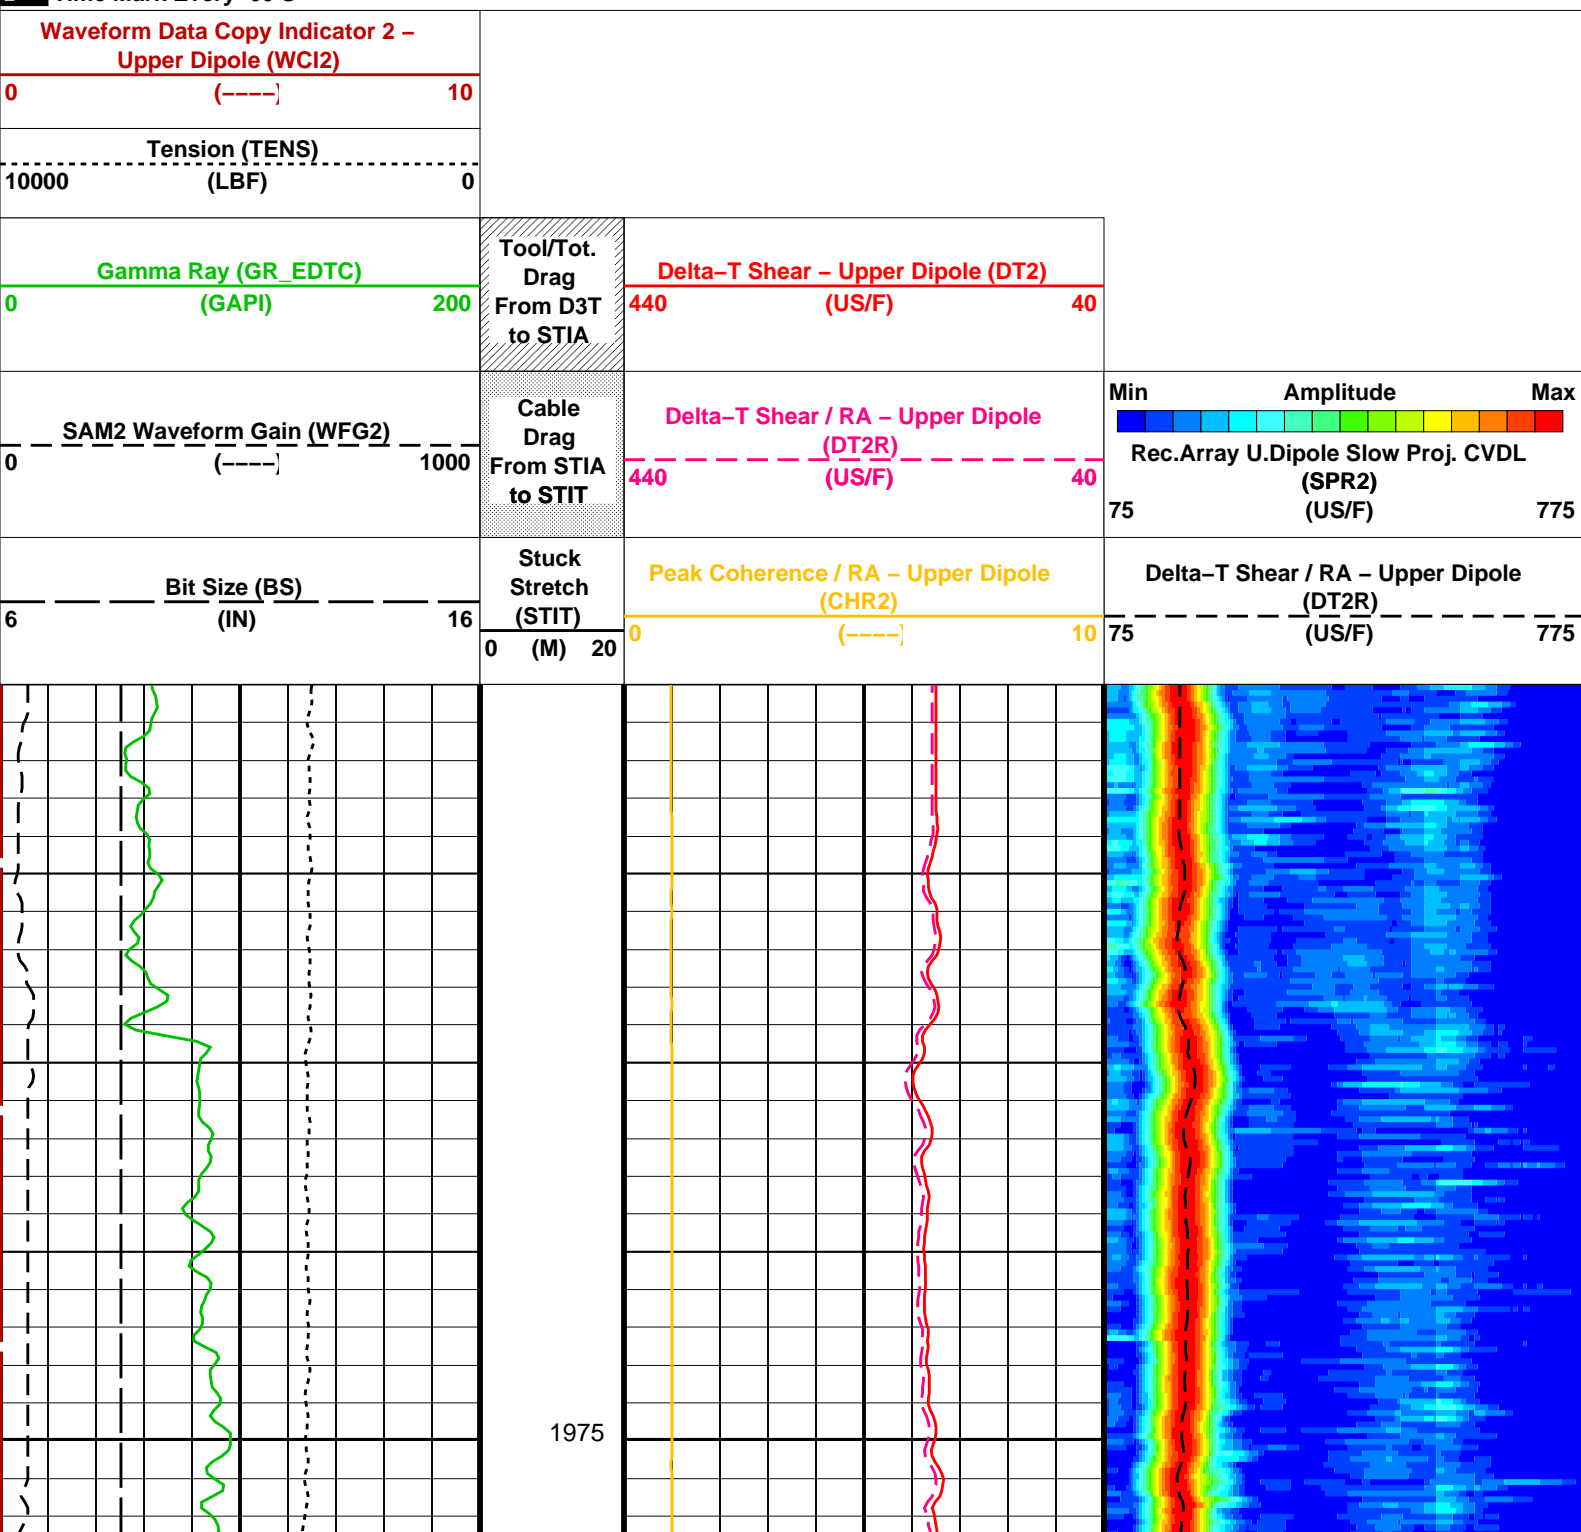 Waveform Data Copy Indicator 2 –
Upper Dipole (WCI2)
0 (––––) 10
Tension (TENS)
10000 (LBF) 0
Gamma Ray (GR_EDTC)
0 (GAPI) 200
Tool/Tot.
Drag
From D3T
to STIA
Delta–T Shear – Upper Dipole (DT2)
440 (US/F) 40
SAM2 Waveform Gain (WFG2)
0 (––––) 1000
Cable
Drag
From STIA
to STIT
Delta–T Shear / RA – Upper Dipole
(DT2R)
440 (US/F) 40
Min Amplitude Max
Rec.Array U.Dipole Slow Proj. CVDL
(SPR2)
75 (US/F) 775
Bit Size (BS)
6 (IN) 16
Stuck
Stretch
(STIT)
0 (M) 20
Peak Coherence / RA – Upper Dipole
(CHR2)
0 (––––) 10
Delta–T Shear / RA – Upper Dipole
(DT2R)
75 (US/F) 775
1975